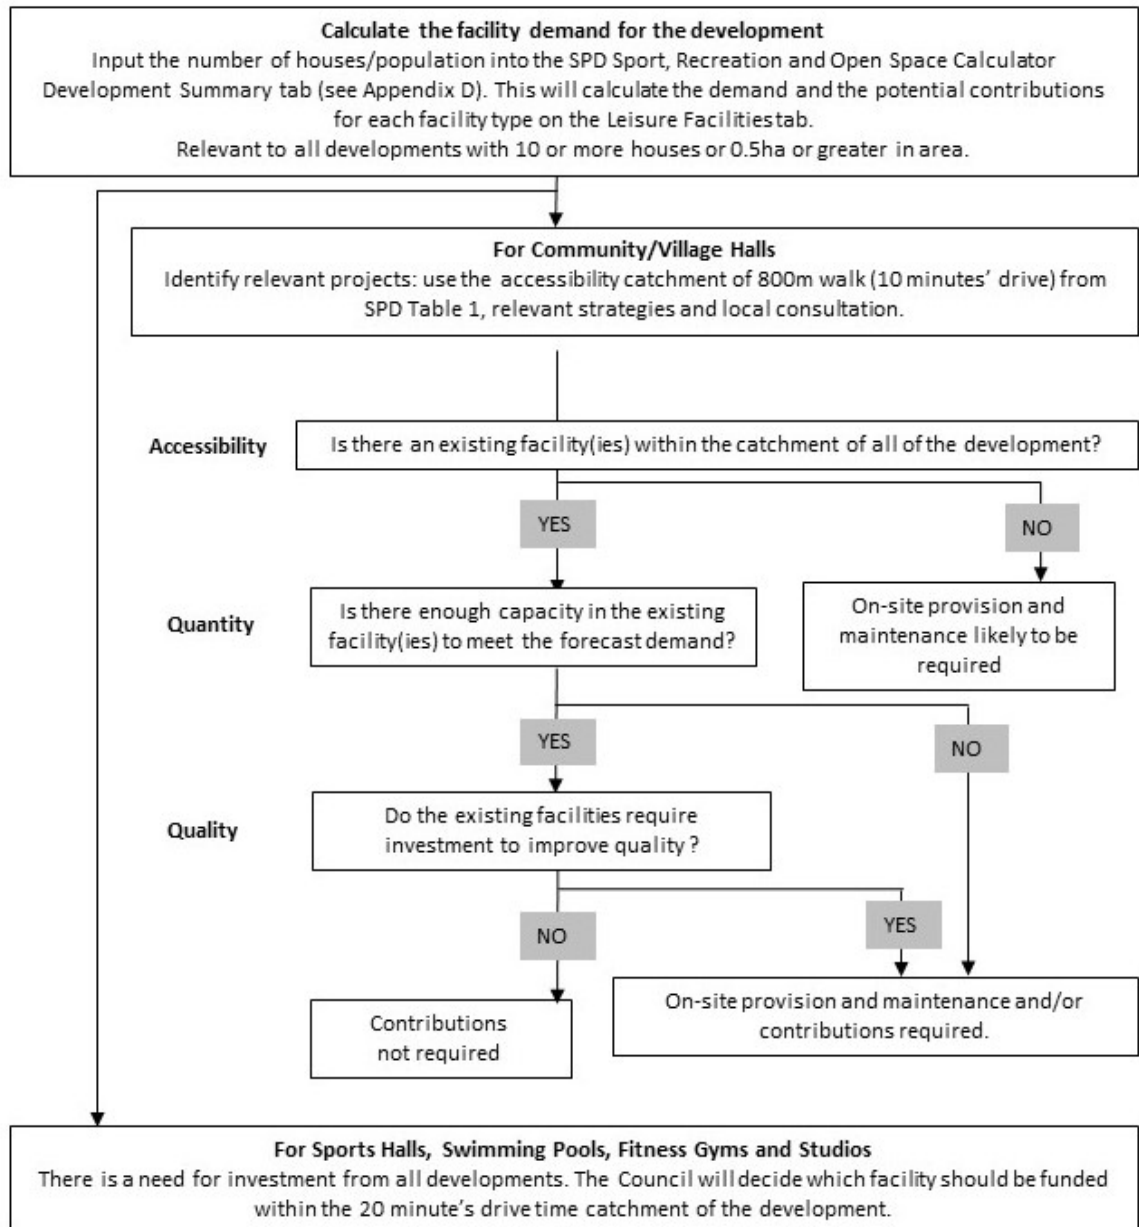 Calculate the facility demand for the development
Input the number of houses/population into the SPD Sport, Recreation and Open Space Calculator
Development Summary tab (see Appendix D). This will calculate the demand and the potential contributions
for each facility type on the Leisure Facilities tab.
Relevant to all developments with 10 or more houses or 0.5ha or greater in area.
For Community/Village Halls
Identify relevant projects: use the accessibility catchment of 800m walk (10 minutes' drive) from
SPD Table 1, relevant strategies and local consultation.
Accessibility
Is there an existing facility(ies) within the catchment of all of the development?
YES
NO
Quantity
Is there enough capacity in the existing
facility(ies) to meet the forecast demand?
On-site provision and
maintenance likely to be
required
YES
NO
Quality
Do the existing facilities require
investment to improve quality ?
NO
YES
Contributions
not required
On-site provision and maintenance and/or
contributions required.
For Sports Halls, Swimming Pools, Fitness Gyms and Studios
There is a need for investment from all developments. The Council will decide which facility should be funded
within the 20 minute's drive time catchment of the development.